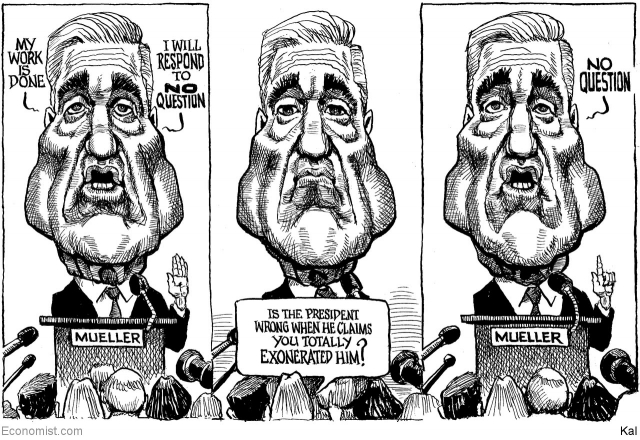 MY
WORK
IS
DONE
I WILL
RESPOND
TO
NO
QUESTION
MUELLER
IS THE PRESIDENT
WRONG WHEN HE CLAIMS
YOU TOTALLY
EXONERATED HIM?
NO
QUESTION
MUELLER
Economist.com
Kal